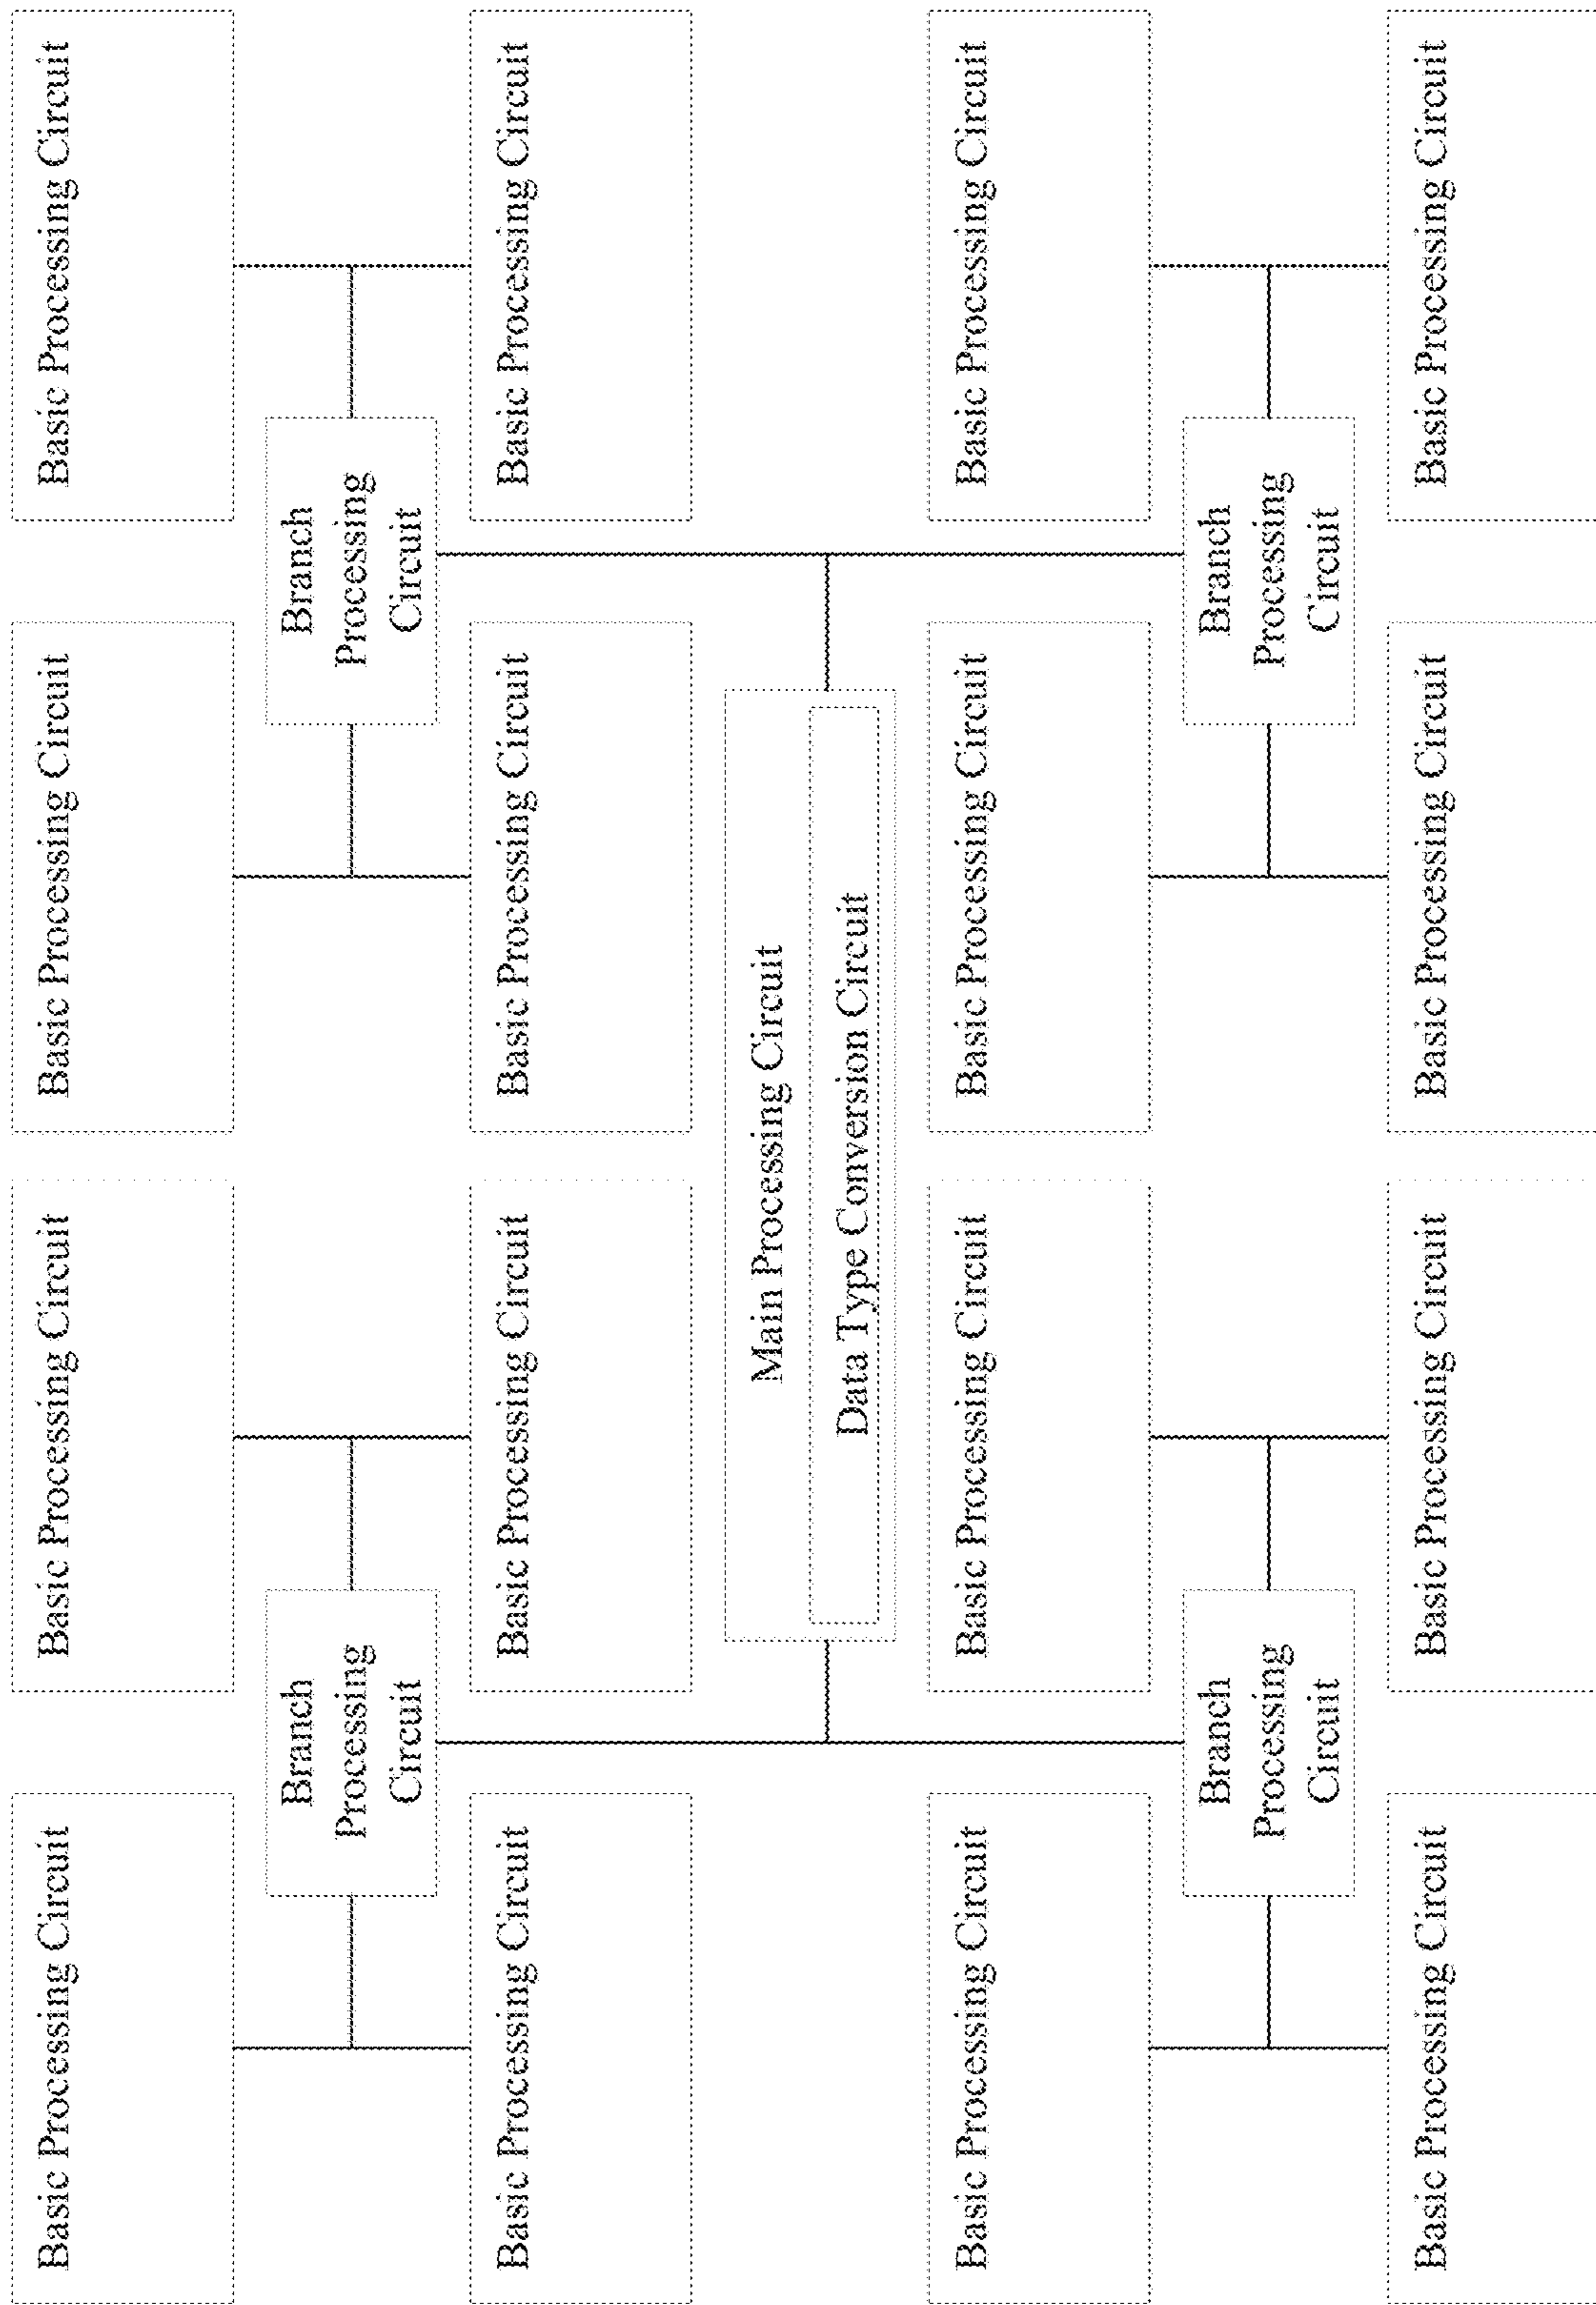 Basic Processing Circuit
Basic Processing Circuit
Basic Processing Circuit
Basic Processing Circuit
Branch
Processing
Circuit
Branch
Processing
Circuit
Basic Processing Circuit
Basic Processing Circuit
Basic Processing Circuit
Basic Processing Circuit
Main Processing Circuit
Data Type Conversion Circuit
Basic Processing Circuit
Basic Processing Circuit
Basic Processing Circuit
Basic Processing Circuit
Branch
Processing
Circuit
Branch
Processing
Circuit
Basic Processing Circuit
Basic Processing Circuit
Basic Processing Circuit
Basic Processing Circuit